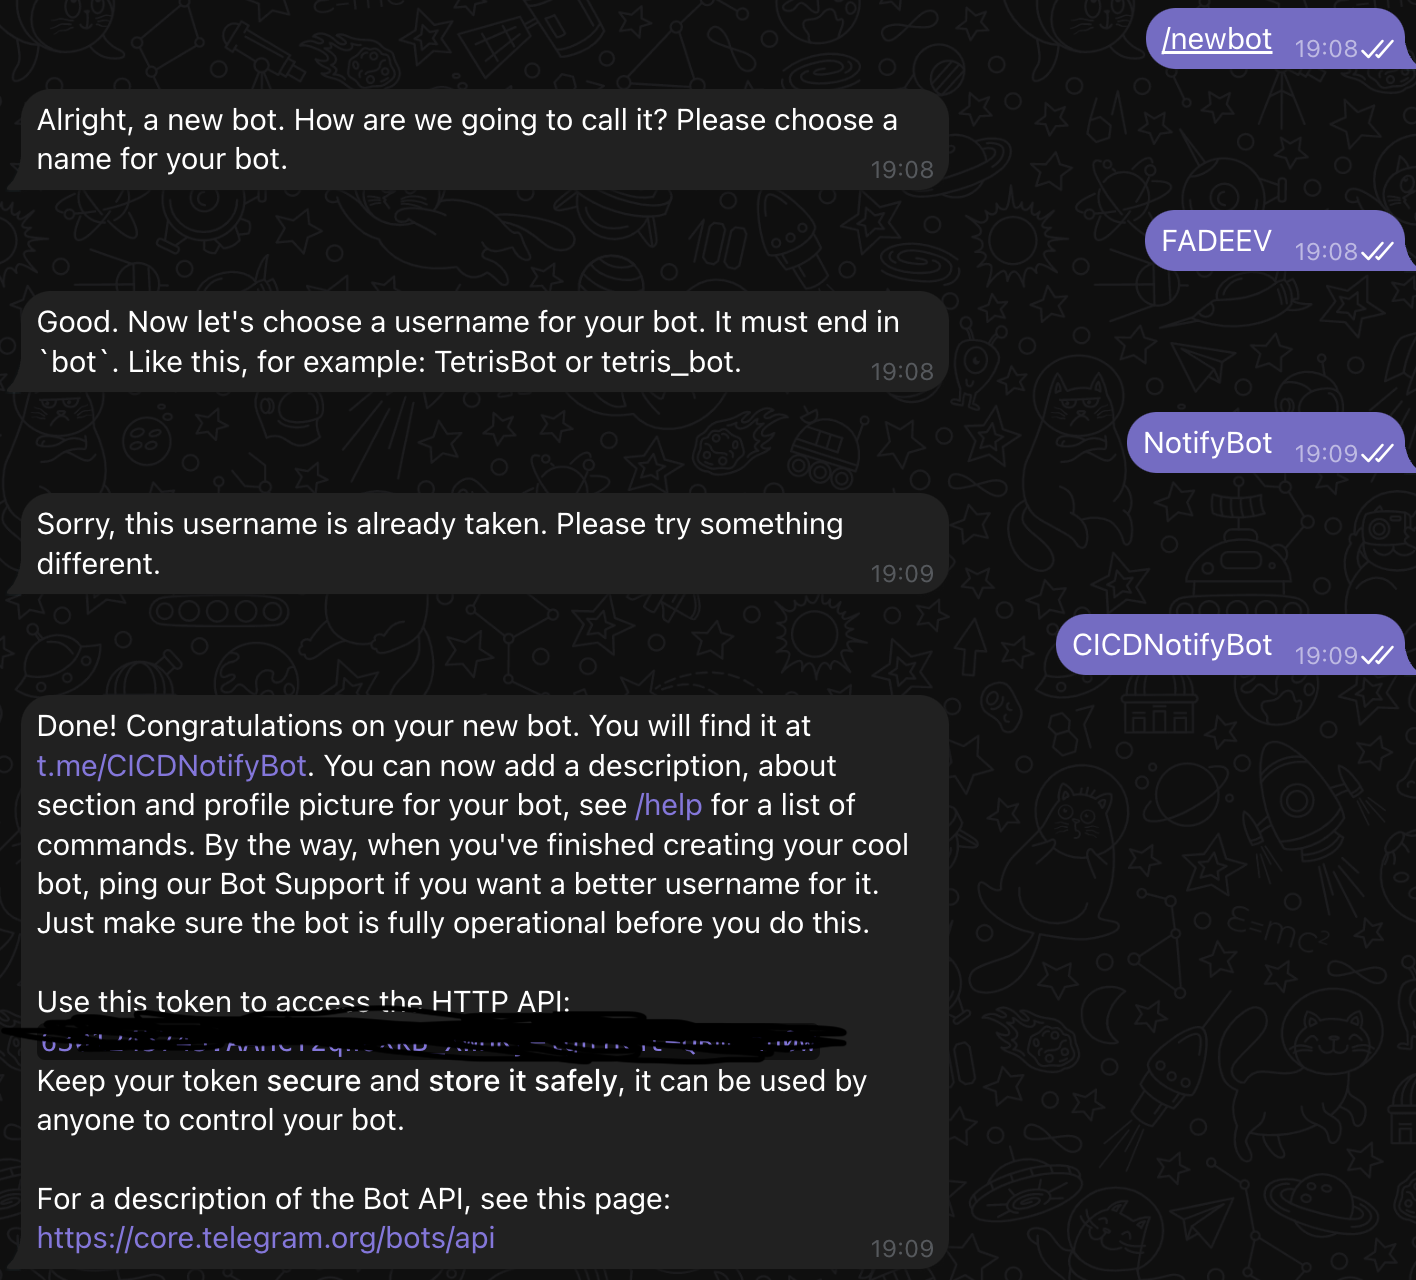 /newbot 19:08
Alright, a new bot. How are we going to call it? Please choose a
name for your bot.
19:08
FADEEV 19:08
Good. Now let's choose a username for your bot. It must end in
`bot`. Like this, for example: TetrisBot or tetris_bot.
19:08
NotifyBot 19:09
Sorry, this username is already taken. Please try something
different.
19:09
CICDNotifyBot 19:09
Done! Congratulations on your new bot. You will find it at
t.me/CICDNotifyBot. You can now add a description, about
section and profile picture for your bot, see /help for a list of
commands. By the way, when you've finished creating your cool
bot, ping our Bot Support if you want a better username for it.
Just make sure the bot is fully operational before you do this.
Use this token to access the HTTP API:
Keep your token secure and store it safely, it can be used by
anyone to control your bot.
For a description of the Bot API, see this page:
https://core.telegram.org/bots/api
19:09